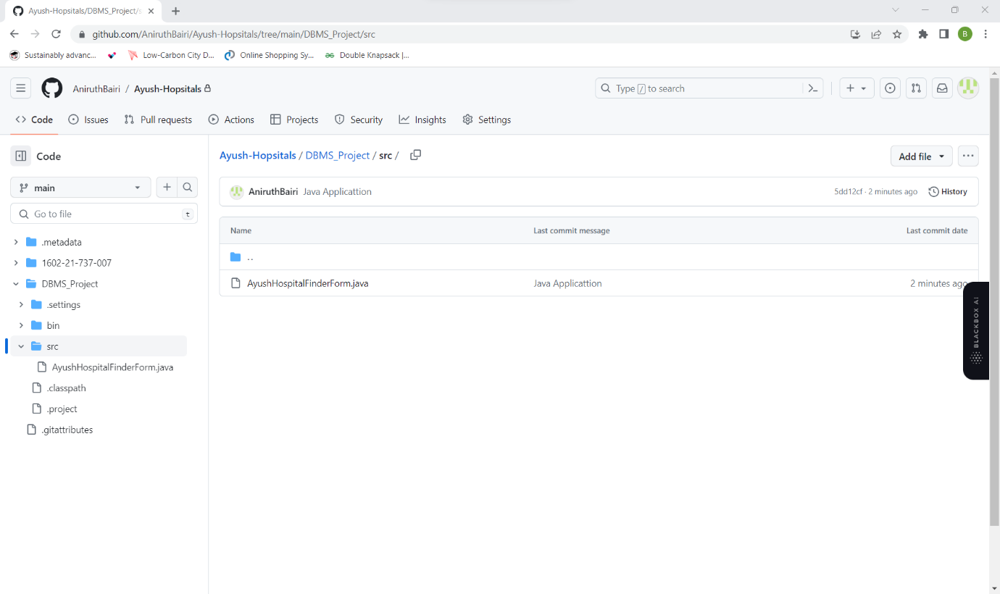 Ayush-Hopsitals/DBMS_Project/s
github.com/AniruthBairi/Ayush-Hopsitals/tree/main/DBMS_Project/src
B
Sustainably advanc... Low-Carbon City D... Online Shopping Sy... Double Knapsack |...
AniruthBairi / Ayush-Hopsitals
Type / to search
Code Issues Pull requests Actions Projects Security Insights Settings
Code
main
Go to file t
.metadata
1602-21-737-007
DBMS_Project
.settings
bin
src
AyushHospitalFinderForm.java
.classpath
.project
.gitattributes
Ayush-Hopsitals / DBMS_Project / src /
Add file
AniruthBairi Java Applicattion 5dd12cf · 2 minutes ago History
Name Last commit message Last commit date
..
AyushHospitalFinderForm.java Java Applicattion 2 minutes ago
BLACKBOX AI